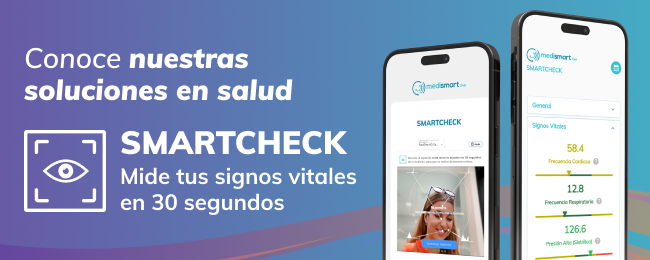 Conoce nuestras
soluciones en salud
SMARTCHECK
Mide tus signos vitales
en 30 segundos
medismart
SMARTCHECK
medismart
SMARTCHECK
General
Signos Vitales
58.4
Frecuencia Cardíaca
12.8
Frecuencia Respiratoria
126.6
Presión Arte (Sistólica)